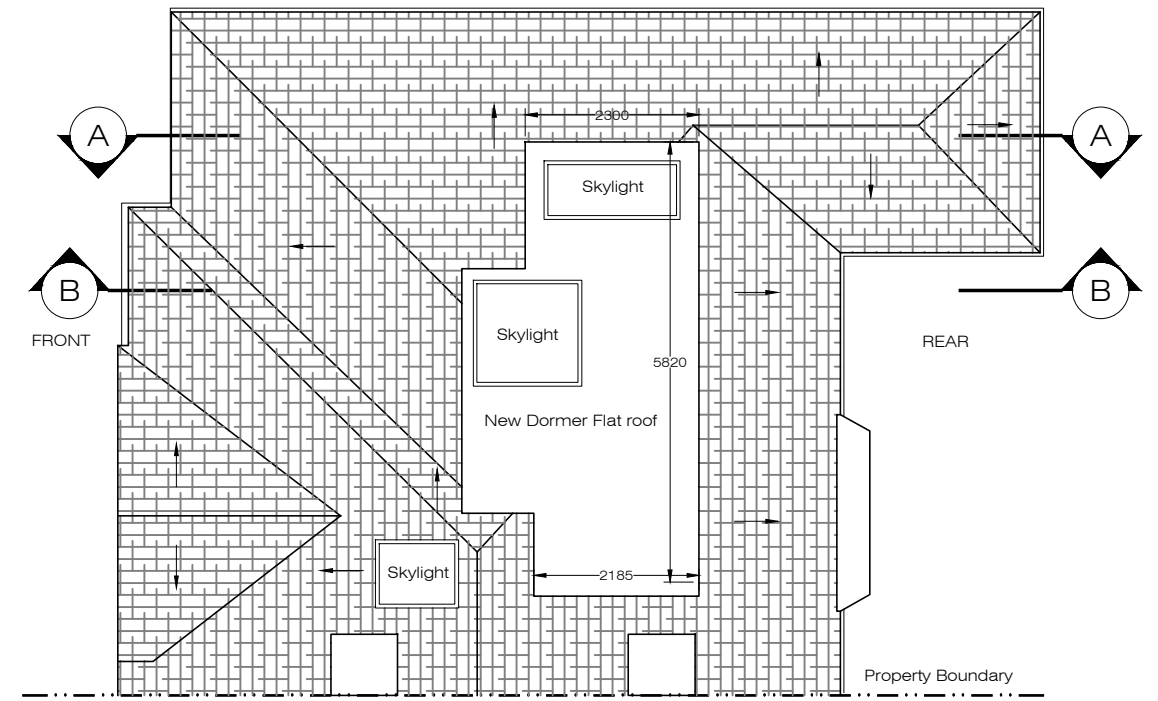 2300
A
A
Skylight
B
B
FRONT
Skylight
REAR
5820
New Dormer Flat roof
Skylight
2185
Property Boundary